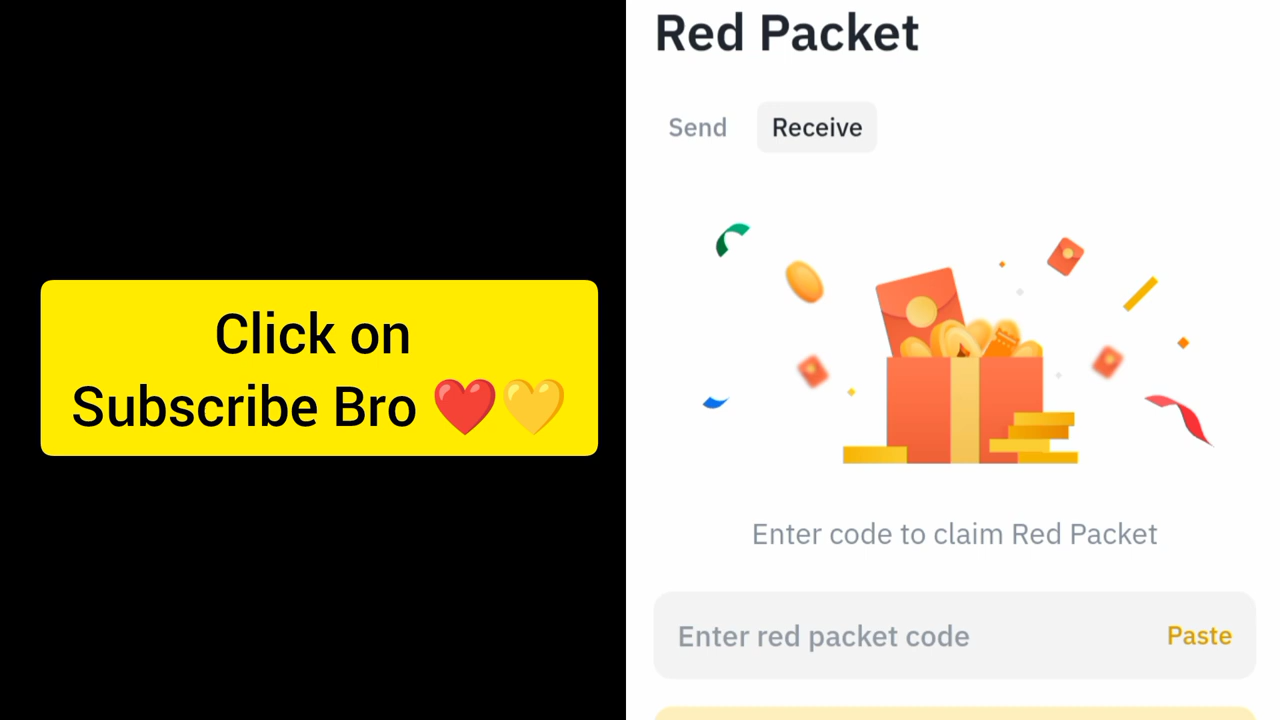 Click on
Subscribe Bro ❤️💛
Red Packet
Send
Receive
Enter code to claim Red Packet
Enter red packet code
Paste